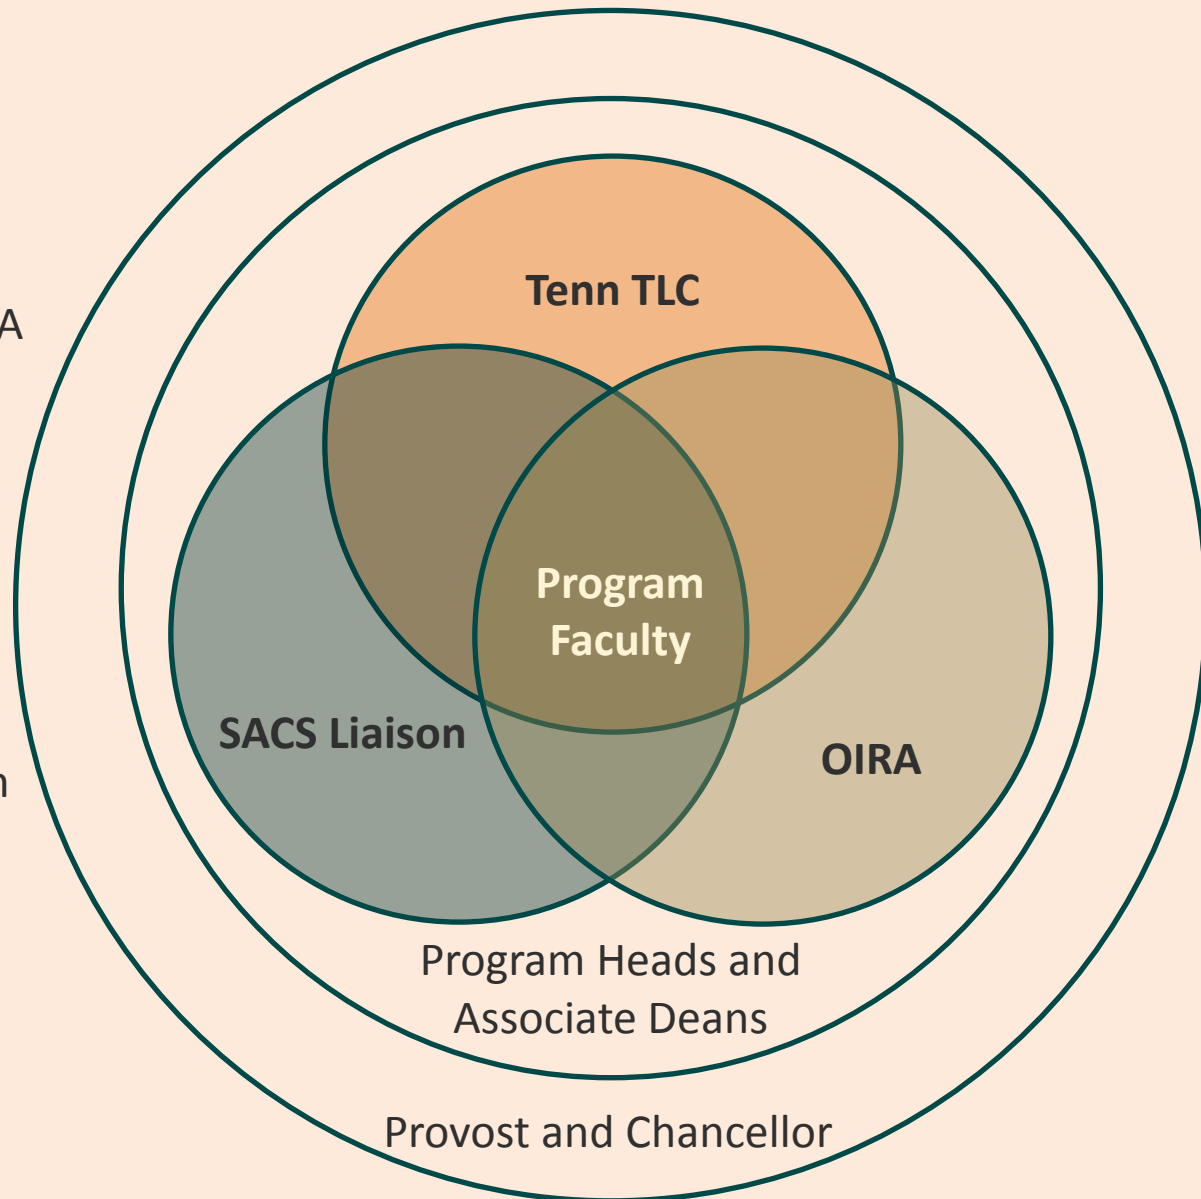 Tenn TLC
A
Program
Faculty
SACS Liaison
OIRA
Program Heads and
Associate Deans
Provost and Chancellor